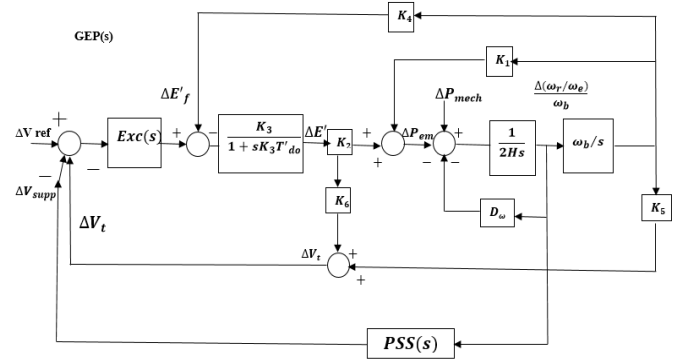 K₄
GEP(s)
K₁
ΔE'f
ΔPmech
Δ(ωr/ωe)
ωb
+
ΔV ref
Exc(s)
+
−
K₃
1 + sK₃T'do
ΔE'
K₂
+
+
ΔPem
+
−
−
1
2Hs
ωb/s
−
−
ΔVsupp
ΔVt
K₆
Dω
K₅
ΔVt
+
+
PSS(s)